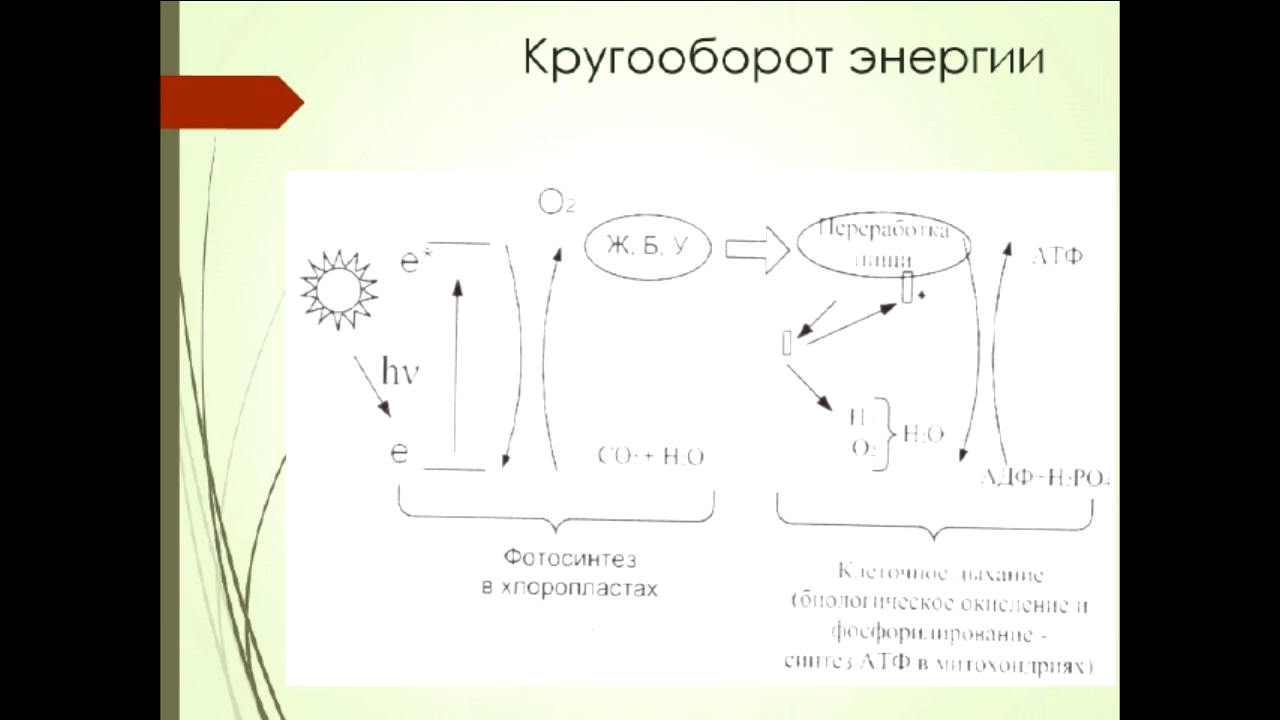 Кругооборот энергии
O₂
Ж, Б, У
Переработка
пищи
АТФ
e*
hν
e
CO₂ + H₂O
H
O₂
H₂O
АДФ+H₃PO₄
Фотосинтез
в хлоропластах
Клеточное дыхание
(биологическое окисление и
фосфорилирование -
синтез АТФ в митохондриях)